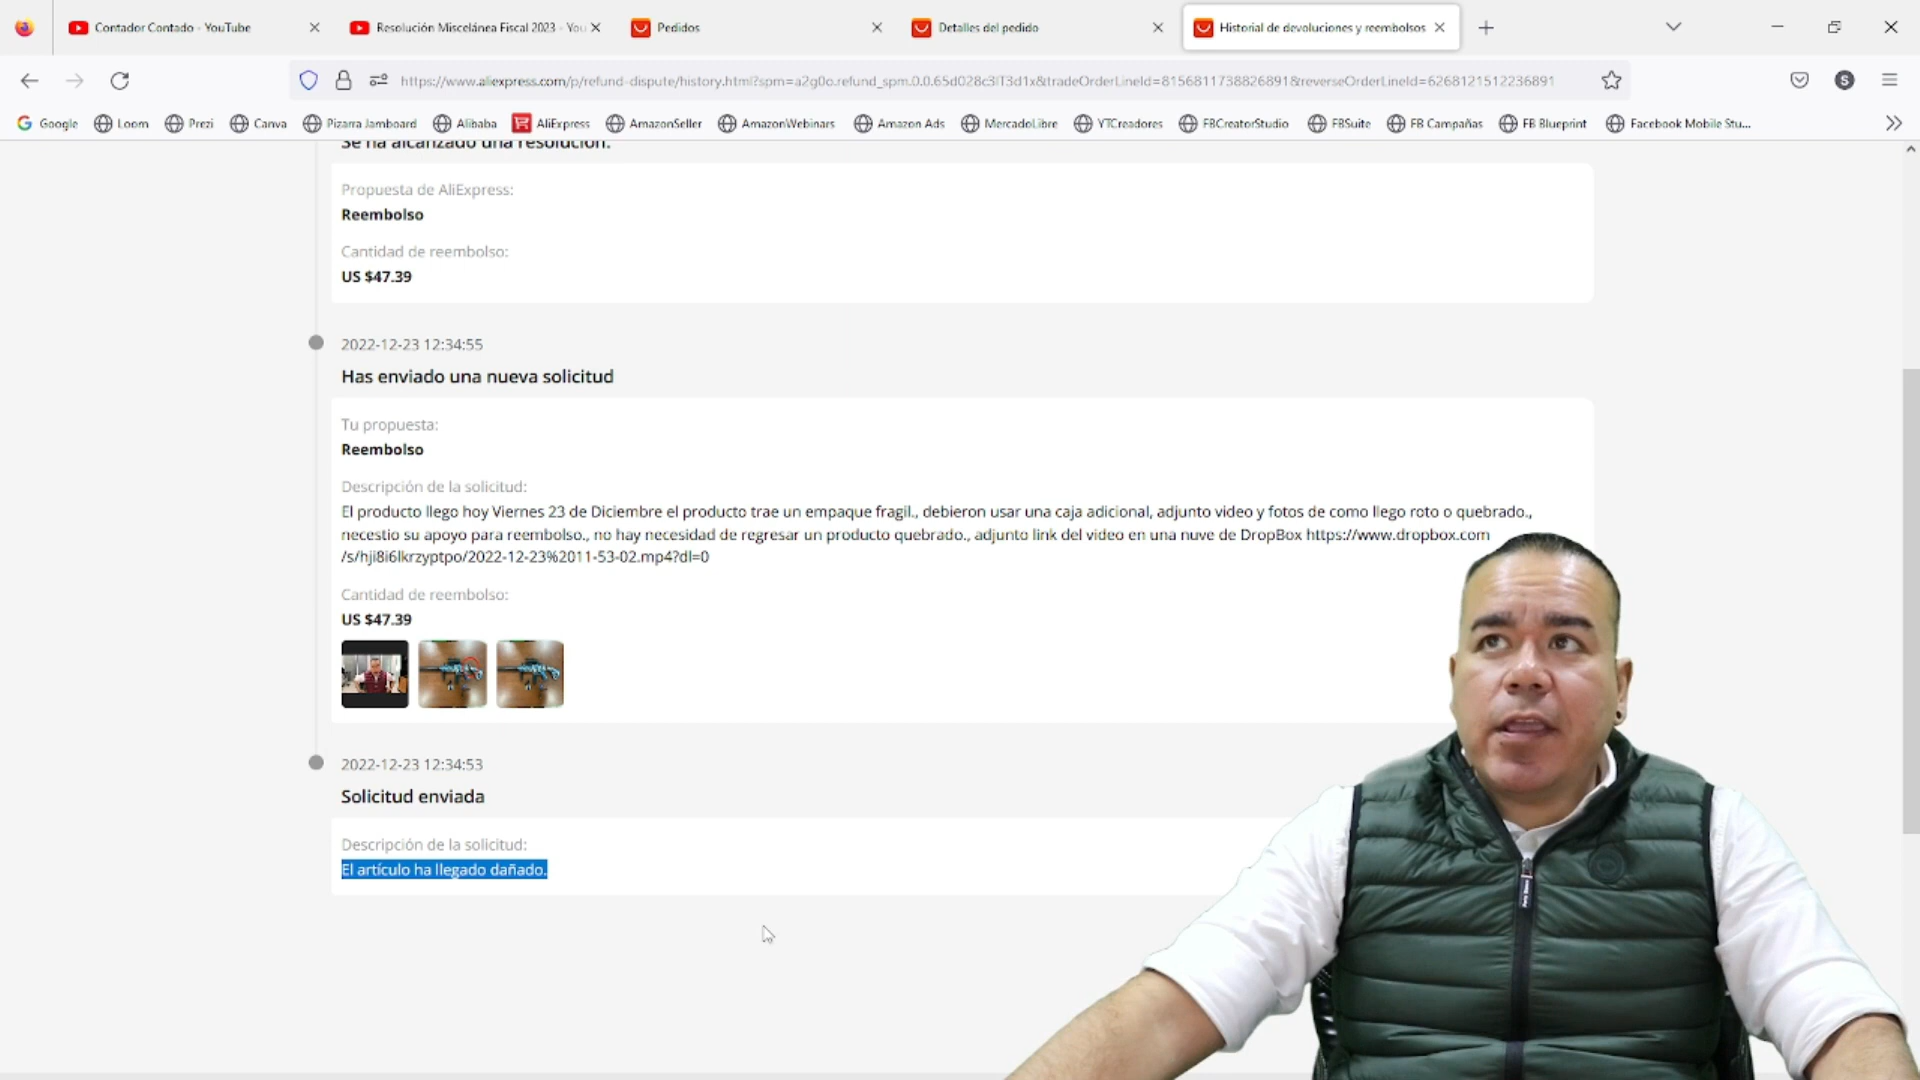 Contador Contado - YouTube
Resolución Miscelánea Fiscal 2023 - You
Pedidos
Detalles del pedido
Historial de devoluciones y reembolsos
https://www.aliexpress.com/p/refund-dispute/history.html?spm=a2g0o.refund_spm.0.0.65d028c3lT3d1x&tradeOrderLineId=8156811738826891&reverseOrderLineId=6268121512236891
S
Google
Loom
Prezi
Canva
Pizarra Jamboard
Alibaba
AliExpress
AmazonSeller
AmazonWebinars
Amazon Ads
MercadoLibre
YTCreadores
FBCreatorStudio
FBSuite
FB Campañas
FB Blueprint
Facebook Mobile Stu...
Se ha alcanzado una resolución.
Propuesta de AliExpress:
Reembolso
Cantidad de reembolso:
US $47.39
2022-12-23 12:34:55
Has enviado una nueva solicitud
Tu propuesta:
Reembolso
Descripción de la solicitud:
El producto llego hoy Viernes 23 de Diciembre el producto trae un empaque fragil., debieron usar una caja adicional, adjunto video y fotos de como llego roto o quebrado.,
necestio su apoyo para reembolso., no hay necesidad de regresar un producto quebrado., adjunto link del video en una nuve de DropBox https://www.dropbox.com
/s/hji8i6lkrzyptpo/2022-12-23%2011-53-02.mp4?dl=0
Cantidad de reembolso:
US $47.39
2022-12-23 12:34:53
Solicitud enviada
Descripción de la solicitud:
El artículo ha llegado dañado.